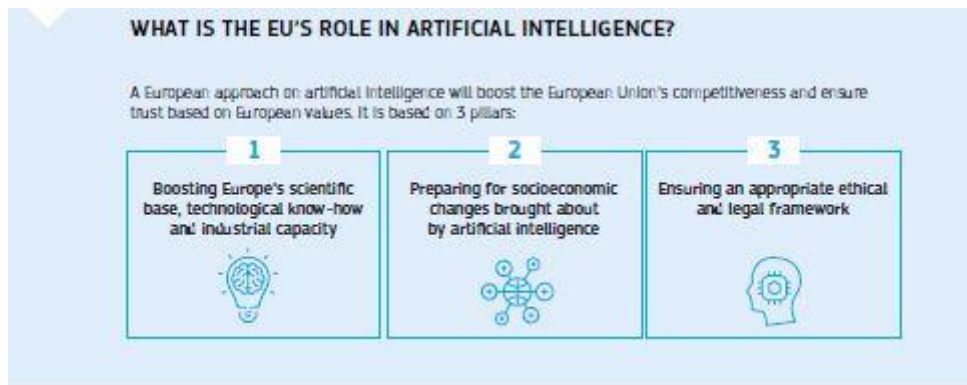 WHAT IS THE EU'S ROLE IN ARTIFICIAL INTELLIGENCE?
A European approach on artificial intelligence will boost the European Union's competitiveness and ensure
trust based on European values. It is based on 3 pillars:
1
Boosting Europe's scientific
base, technological know-how
and industrial capacity
2
Preparing for socioeconomic
changes brought about
by artificial intelligence
3
Ensuring an appropriate ethical
and legal framework